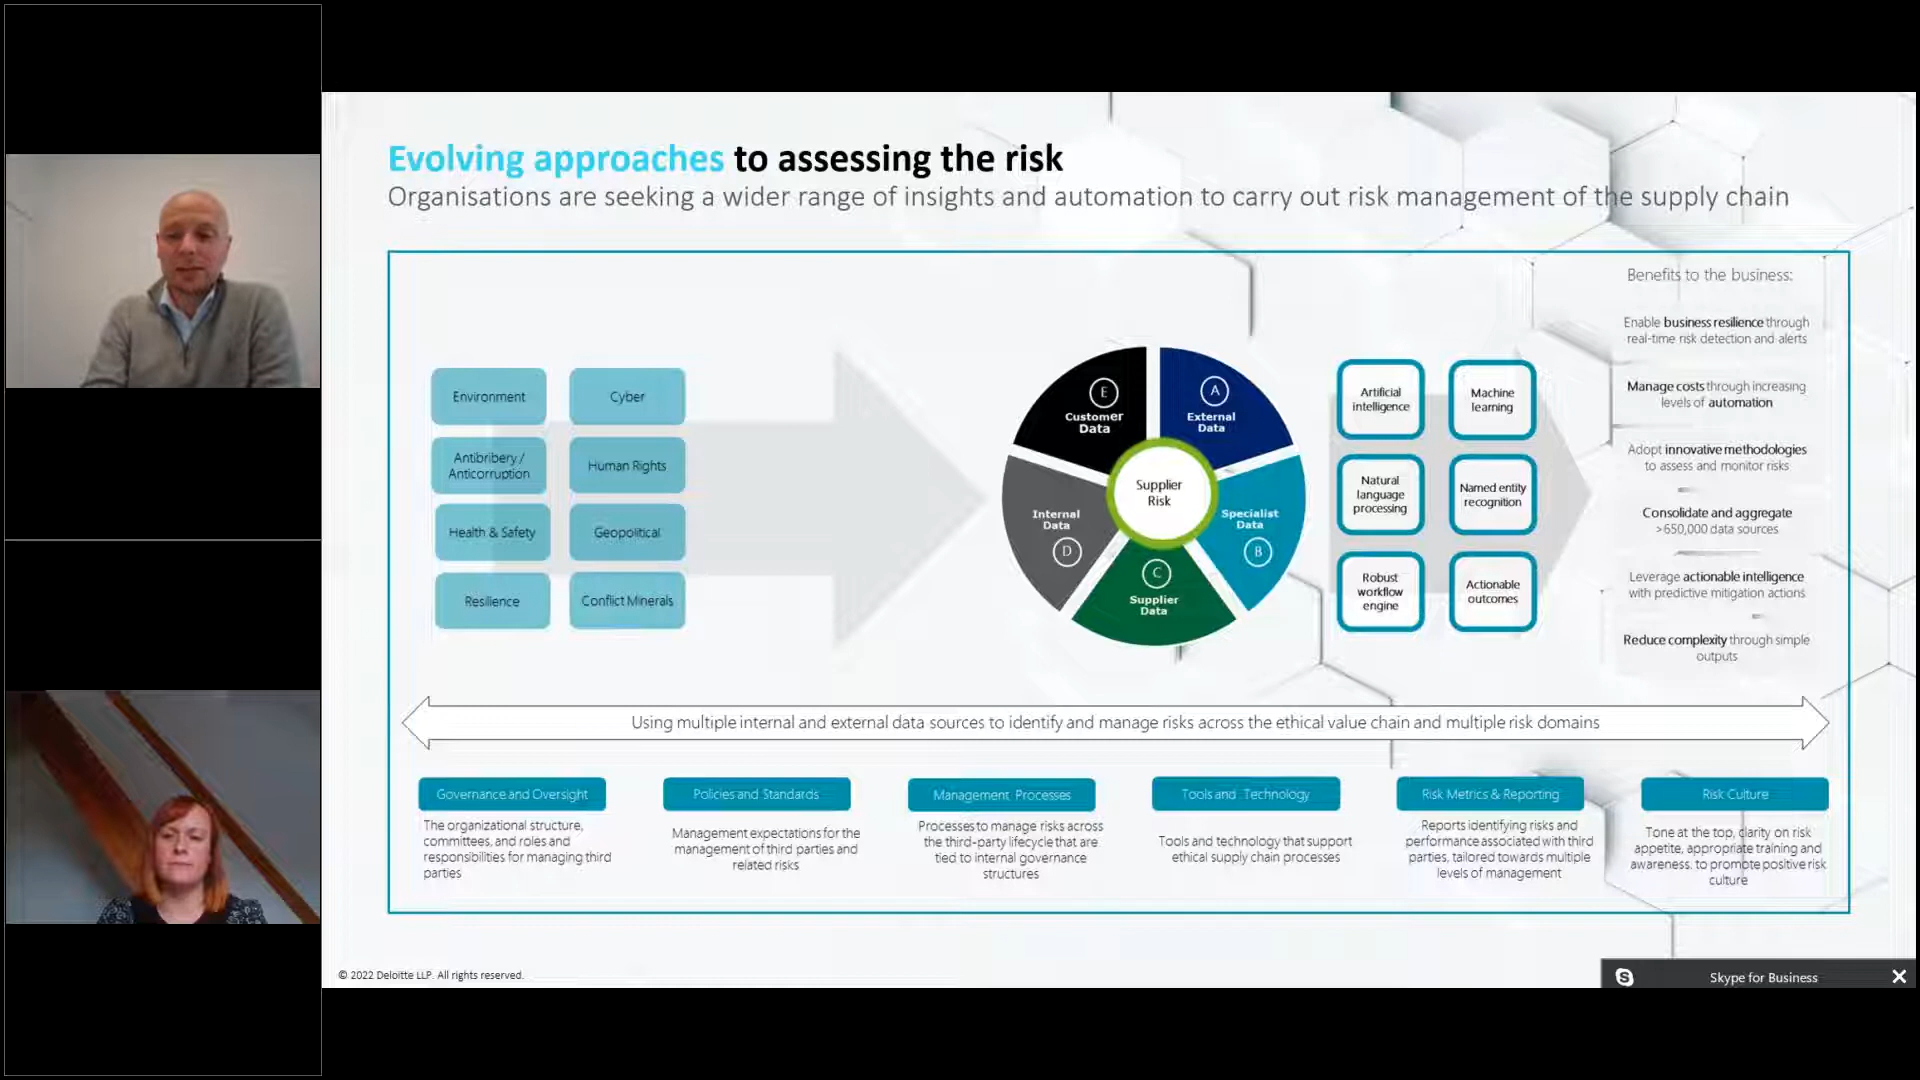 Evolving approaches to assessing the risk
Organisations are seeking a wider range of insights and automation to carry out risk management of the supply chain
Environment
Cyber
Antibribery /
Anticorruption
Human Rights
Health & Safety
Geopolitical
Resilience
Conflict Minerals
E
Customer
Data
A
External
Data
Internal
Data
D
Supplier
Risk
Specialist
Data
B
C
Supplier
Data
Artificial
intelligence
Machine
learning
Natural
language
processing
Named entity
recognition
Robust
workflow
engine
Actionable
outcomes
Benefits to the business:
Enable business resilience through
real-time risk detection and alerts
Manage costs through increasing
levels of automation
Adopt innovative methodologies
to assess and monitor risks
Consolidate and aggregate
>650,000 data sources
Leverage actionable intelligence
with predictive mitigation actions
Reduce complexity through simple
outputs
Using multiple internal and external data sources to identify and manage risks across the ethical value chain and multiple risk domains
Governance and Oversight
The organizational structure,
committees, and roles and
responsibilities for managing third
parties
Policies and Standards
Management expectations for the
management of third parties and
related risks
Management Processes
Processes to manage risks across
the third-party lifecycle that are
tied to internal governance
structures
Tools and Technology
Tools and technology that support
ethical supply chain processes
Risk Metrics & Reporting
Reports identifying risks and
performance associated with third
parties, tailored towards multiple
levels of management
Risk Culture
Tone at the top, clarity on risk
appetite, appropriate training and
awareness. to promote positive risk
culture
© 2022 Deloitte LLP. All rights reserved.
Skype for Business